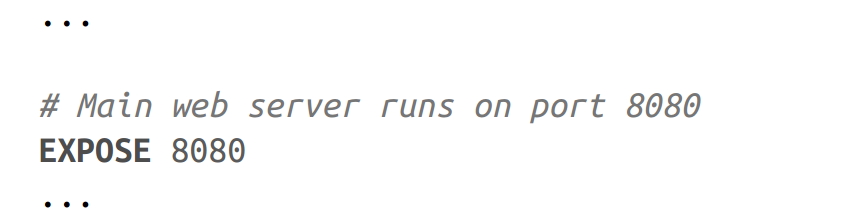 ...
# Main web server runs on port 8080
EXPOSE 8080
...